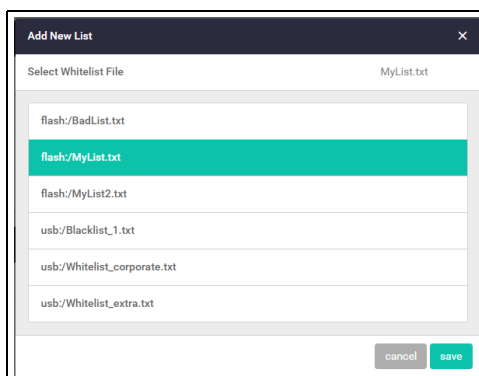 Add New List ×
Select Whitelist File MyList.txt
flash:/BadList.txt
flash:/MyList.txt
flash:/MyList2.txt
usb:/Blacklist_1.txt
usb:/Whitelist_corporate.txt
usb:/Whitelist_extra.txt
cancel save